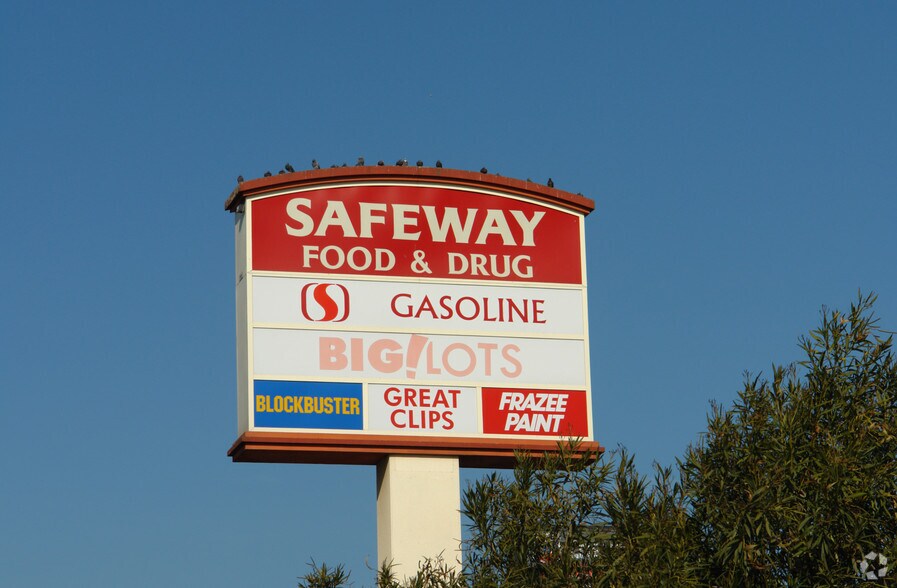 SAFEWAY
FOOD & DRUG
S GASOLINE
BIG! LOTS
BLOCKBUSTER
GREAT
CLIPS
FRAZEE
PAINT